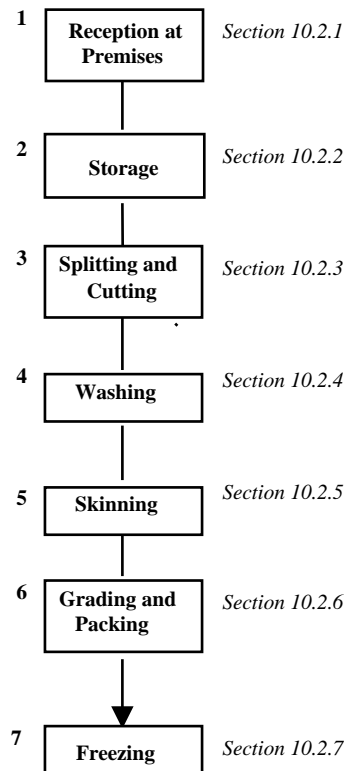 1
Reception at
Premises
Section 10.2.1
2
Storage
Section 10.2.2
3
Splitting and
Cutting
Section 10.2.3
4
Washing
Section 10.2.4
5
Skinning
Section 10.2.5
6
Grading and
Packing
Section 10.2.6
7
Freezing
Section 10.2.7